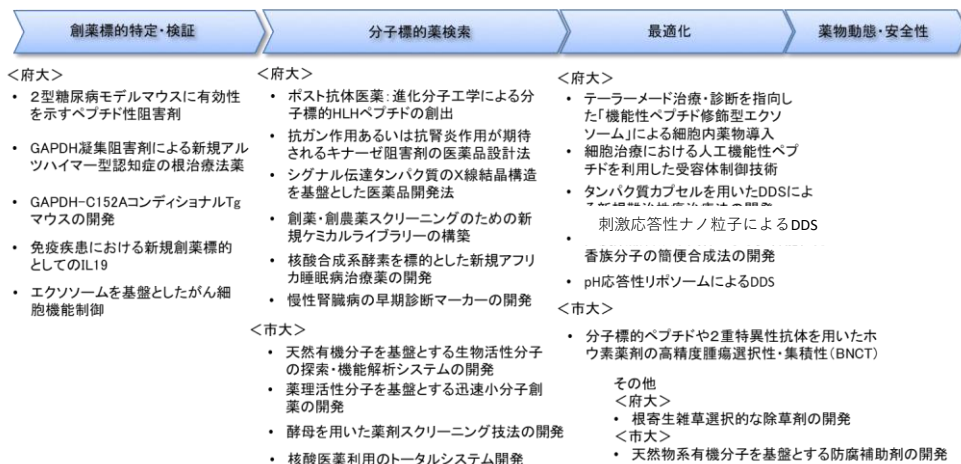 創薬標的特定・検証
分子標的薬検索
最適化
薬物動態・安全性
＜府大＞
• 2型糖尿病モデルマウスに有効性
を示すペプチド性阻害剤
• GAPDH凝集阻害剤による新規アル
ツハイマー型認知症の根治療法薬
• GAPDH-C152AコンディショナルTg
マウスの開発
• 免疫疾患における新規創薬標的
としてのIL19
• エクソソームを基盤としたがん細
胞機能制御
＜府大＞
• ポスト抗体医薬：進化分子工学による分
子標的HLHペプチドの創出
• 抗ガン作用あるいは抗腎炎作用が期待
されるキナーゼ阻害剤の医薬品設計法
• シグナル伝達タンパク質のX線結晶構造
を基盤とした医薬品開発法
• 創薬・創農薬スクリーニングのための新
規ケミカルライブラリーの構築
• 核酸合成系酵素を標的とした新規アフリ
カ睡眠病治療薬の開発
• 慢性腎臓病の早期診断マーカーの開発
＜市大＞
• 天然有機分子を基盤とする生物活性分子
の探索・機能解析システムの開発
• 薬理活性分子を基盤とする迅速小分子創
薬の開発
• 酵母を用いた薬剤スクリーニング技法の開発
• 核酸医薬利用のトータルシステム開発
＜府大＞
• テーラーメード治療・診断を指向し
た「機能性ペプチド修飾型エクソ
ソーム」による細胞内薬物導入
• 細胞治療における人工機能性ペプ
チドを利用した受容体制御技術
• タンパク質カプセルを用いたDDSによ
刺激応答性ナノ粒子によるDDS
•
香族分子の簡便合成法の開発
• pH応答性リポソームによるDDS
＜市大＞
• 分子標的ペプチドや2重特異性抗体を用いたホ
ウ素薬剤の高精度腫瘍選択性・集積性（BNCT）
その他
＜府大＞
• 根寄生雑草選択的な除草剤の開発
＜市大＞
• 天然物系有機分子を基盤とする防腐補助剤の開発